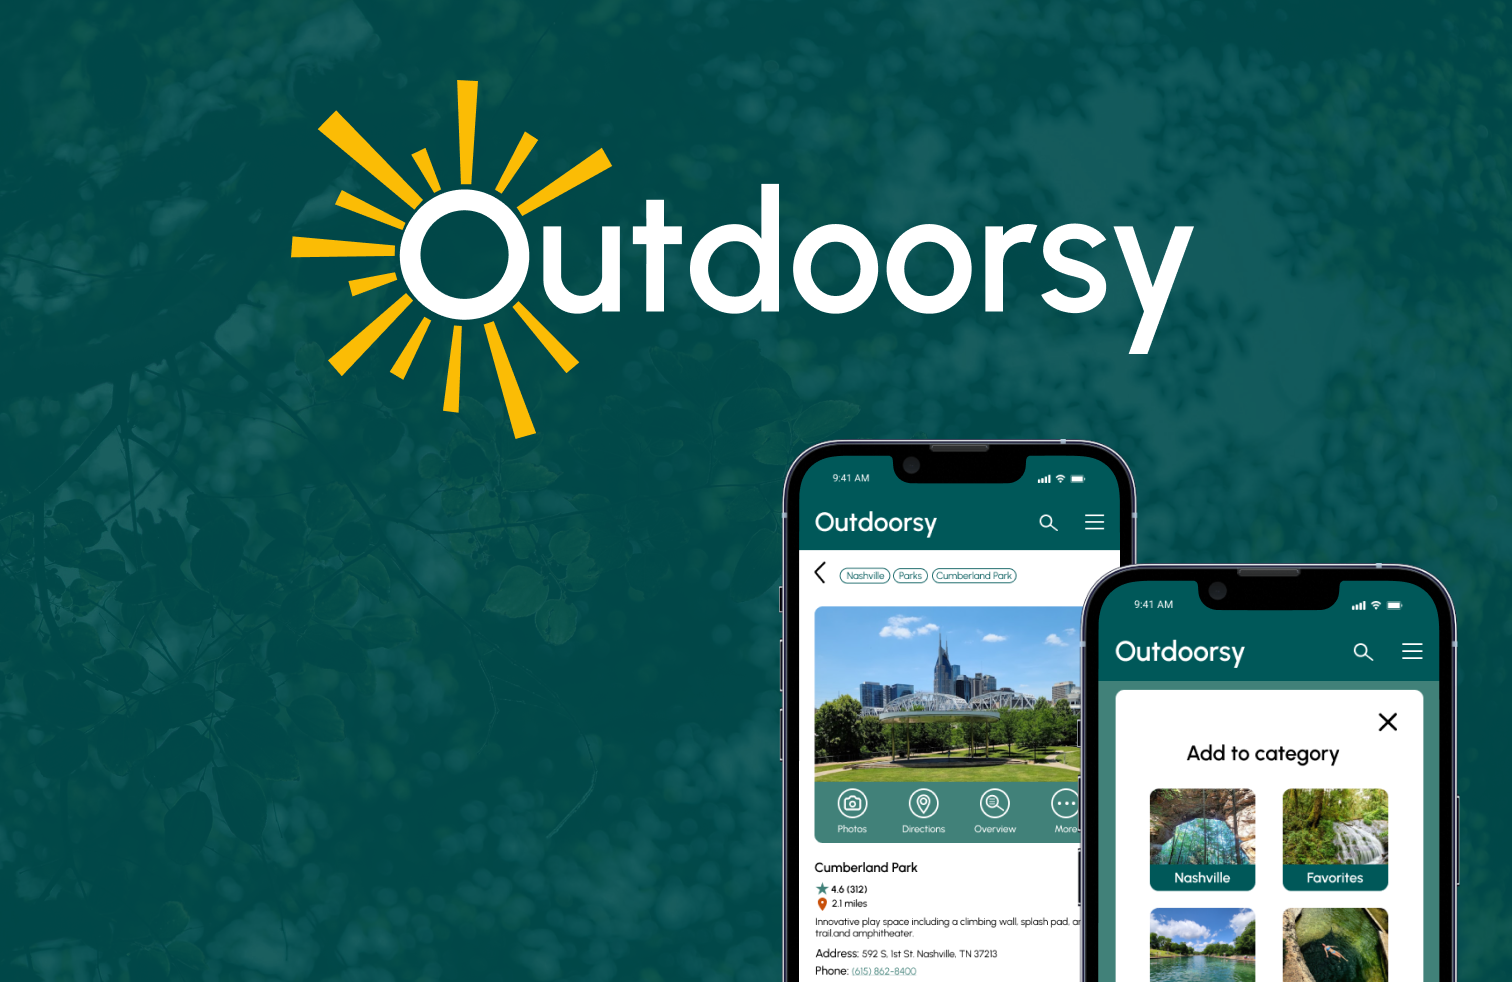 Outdoorsy
9:41 AM
Outdoorsy
Nashville
Parks
Cumberland Park
Photos
Directions
Overview
More
Cumberland Park
4.6 (312)
2.1 miles
Innovative play space including a climbing wall, splash pad,
trail and amphitheater.
Address: 592 S, 1st St. Nashville, TN 37213
Phone: (615) 862-8400
9:41 AM
Outdoorsy
Add to category
Nashville
Favorites